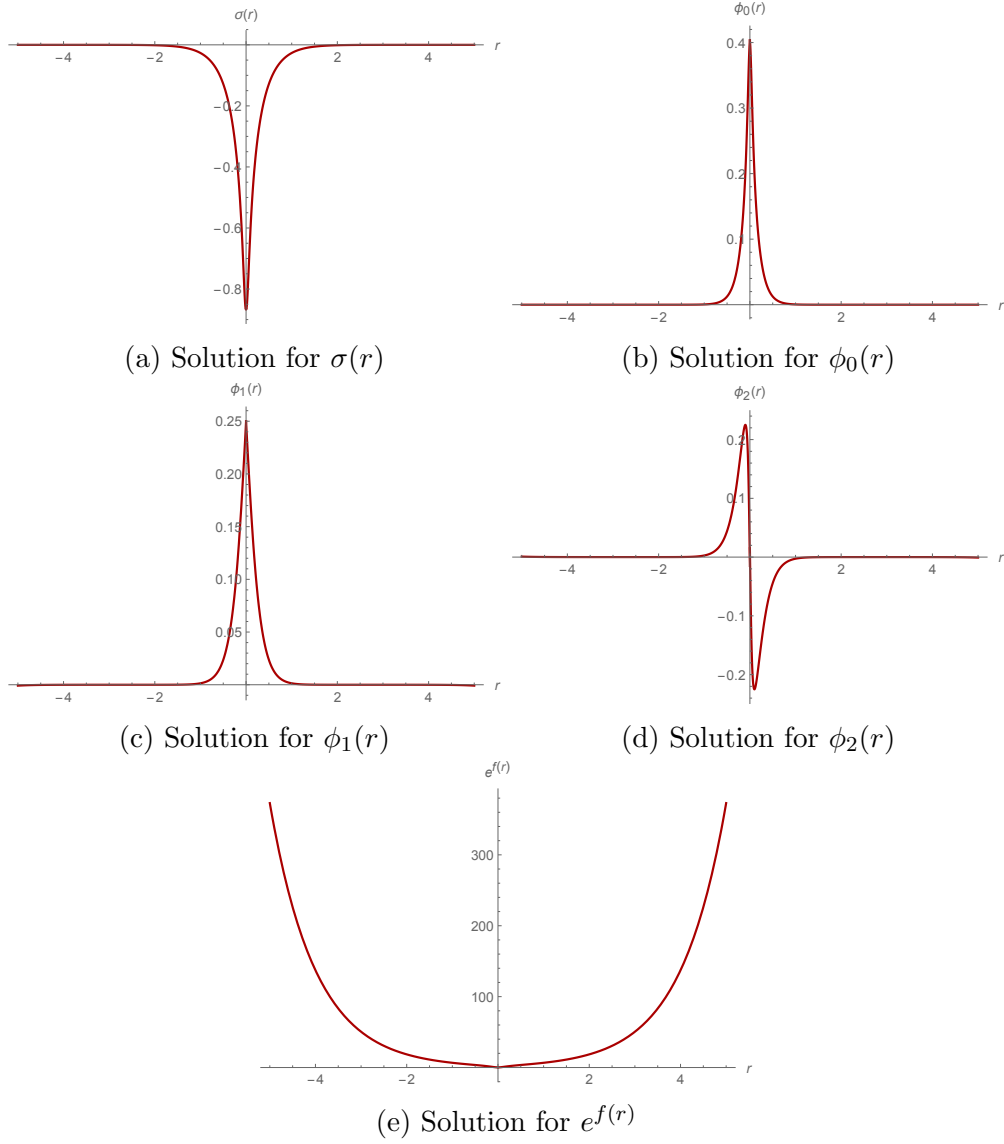 σ(r)
r
−4
−2
2
4
−0.2
−0.4
−0.6
−0.8
(a) Solution for σ(r)
ϕ₀(r)
0.4
0.3
0.2
0.1
−4
−2
2
4
r
(b) Solution for ϕ₀(r)
ϕ₁(r)
0.25
0.20
0.15
0.10
0.05
−4
−2
2
4
r
(c) Solution for ϕ₁(r)
ϕ₂(r)
0.2
0.1
−4
−2
2
4
r
−0.1
−0.2
(d) Solution for ϕ₂(r)
e^{f(r)}
300
200
100
−4
−2
2
4
r
(e) Solution for e^{f(r)}